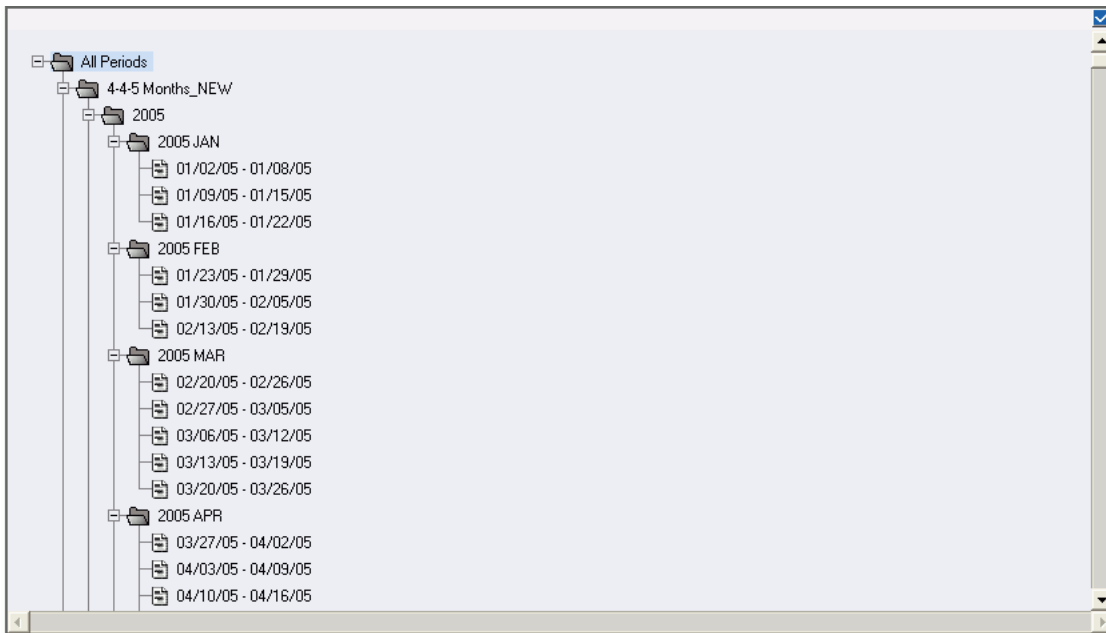 All Periods
4-4-5 Months_NEW
2005
2005 JAN
01/02/05 - 01/08/05
01/09/05 - 01/15/05
01/16/05 - 01/22/05
2005 FEB
01/23/05 - 01/29/05
01/30/05 - 02/05/05
02/13/05 - 02/19/05
2005 MAR
02/20/05 - 02/26/05
02/27/05 - 03/05/05
03/06/05 - 03/12/05
03/13/05 - 03/19/05
03/20/05 - 03/26/05
2005 APR
03/27/05 - 04/02/05
04/03/05 - 04/09/05
04/10/05 - 04/16/05